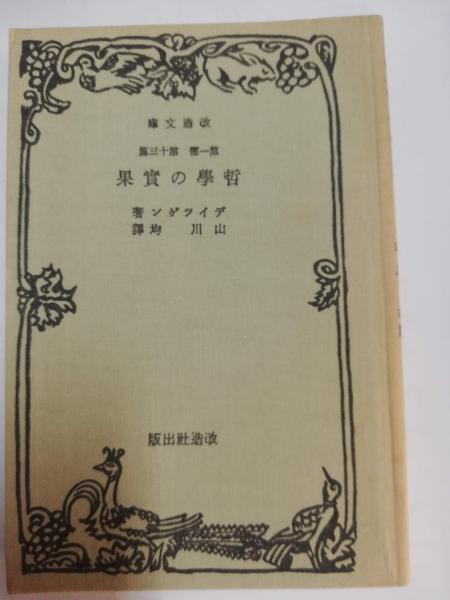 改造文庫
第一部 第十三篇
哲學の實果
デイツゲン著
山川 均譯
改造社出版